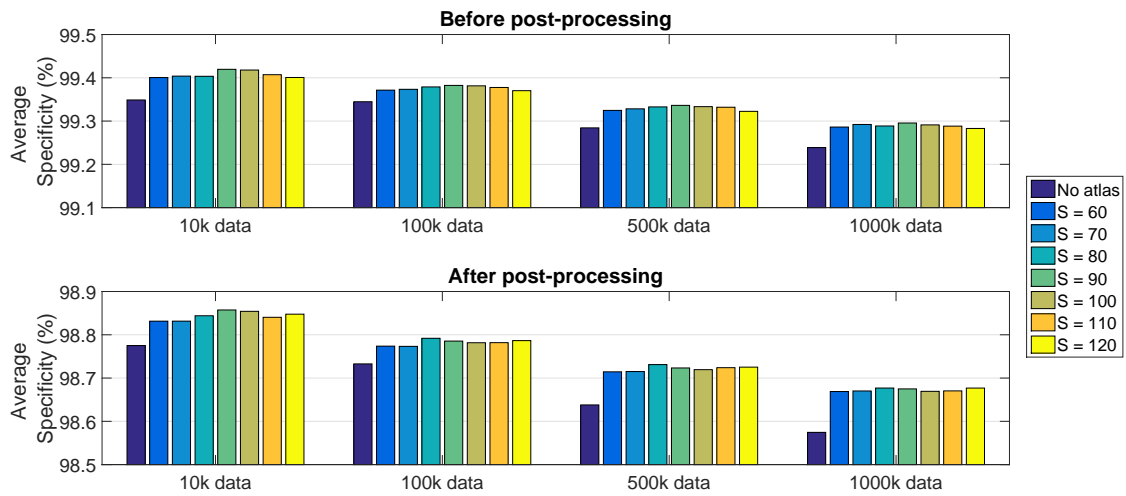 Before post-processing
Average
Specificity (%)
99.5
99.4
99.3
99.2
99.1
10k data
100k data
500k data
1000k data
After post-processing
Average
Specificity (%)
98.9
98.8
98.7
98.6
98.5
10k data
100k data
500k data
1000k data
No atlas
S = 60
S = 70
S = 80
S = 90
S = 100
S = 110
S = 120